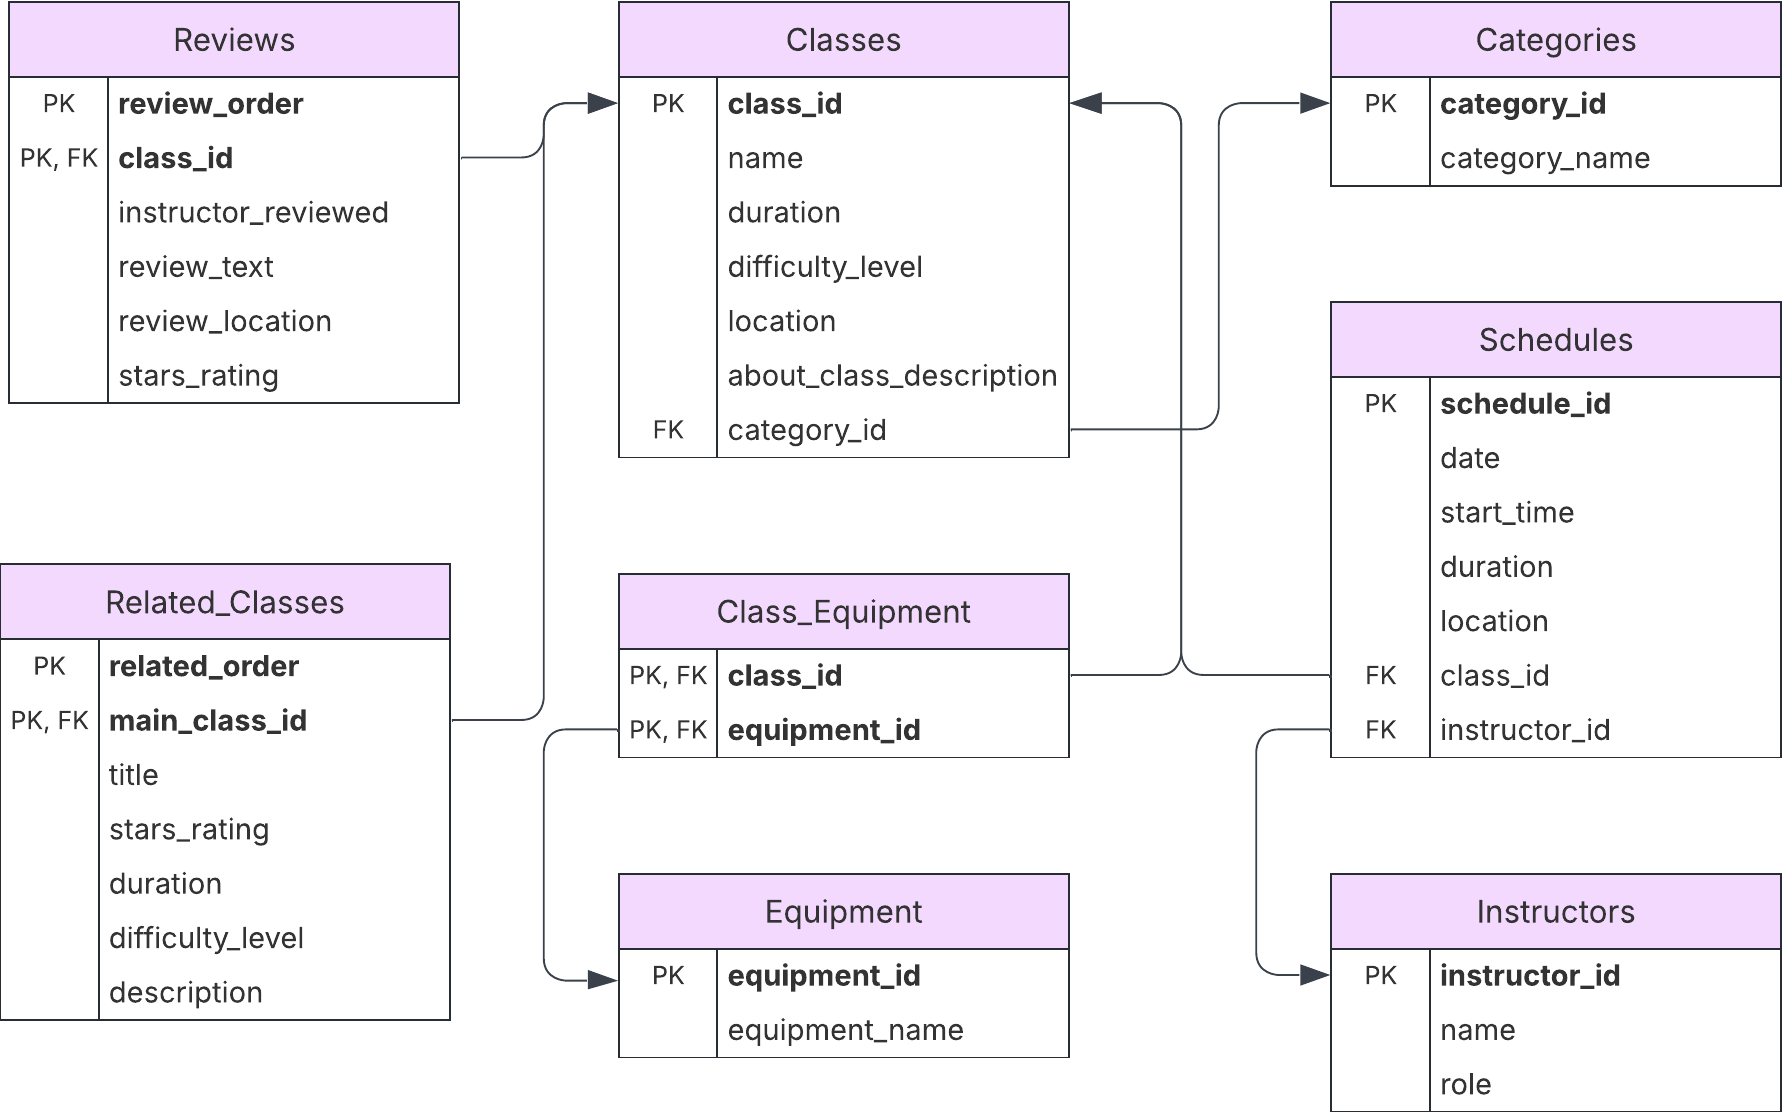 Reviews
PK review_order
PK, FK class_id
instructor_reviewed
review_text
review_location
stars_rating
Classes
PK class_id
name
duration
difficulty_level
location
about_class_description
FK category_id
Categories
PK category_id
category_name
Schedules
PK schedule_id
date
start_time
duration
location
FK class_id
FK instructor_id
Related_Classes
PK related_order
PK, FK main_class_id
title
stars_rating
duration
difficulty_level
description
Class_Equipment
PK, FK class_id
PK, FK equipment_id
Equipment
PK equipment_id
equipment_name
Instructors
PK instructor_id
name
role